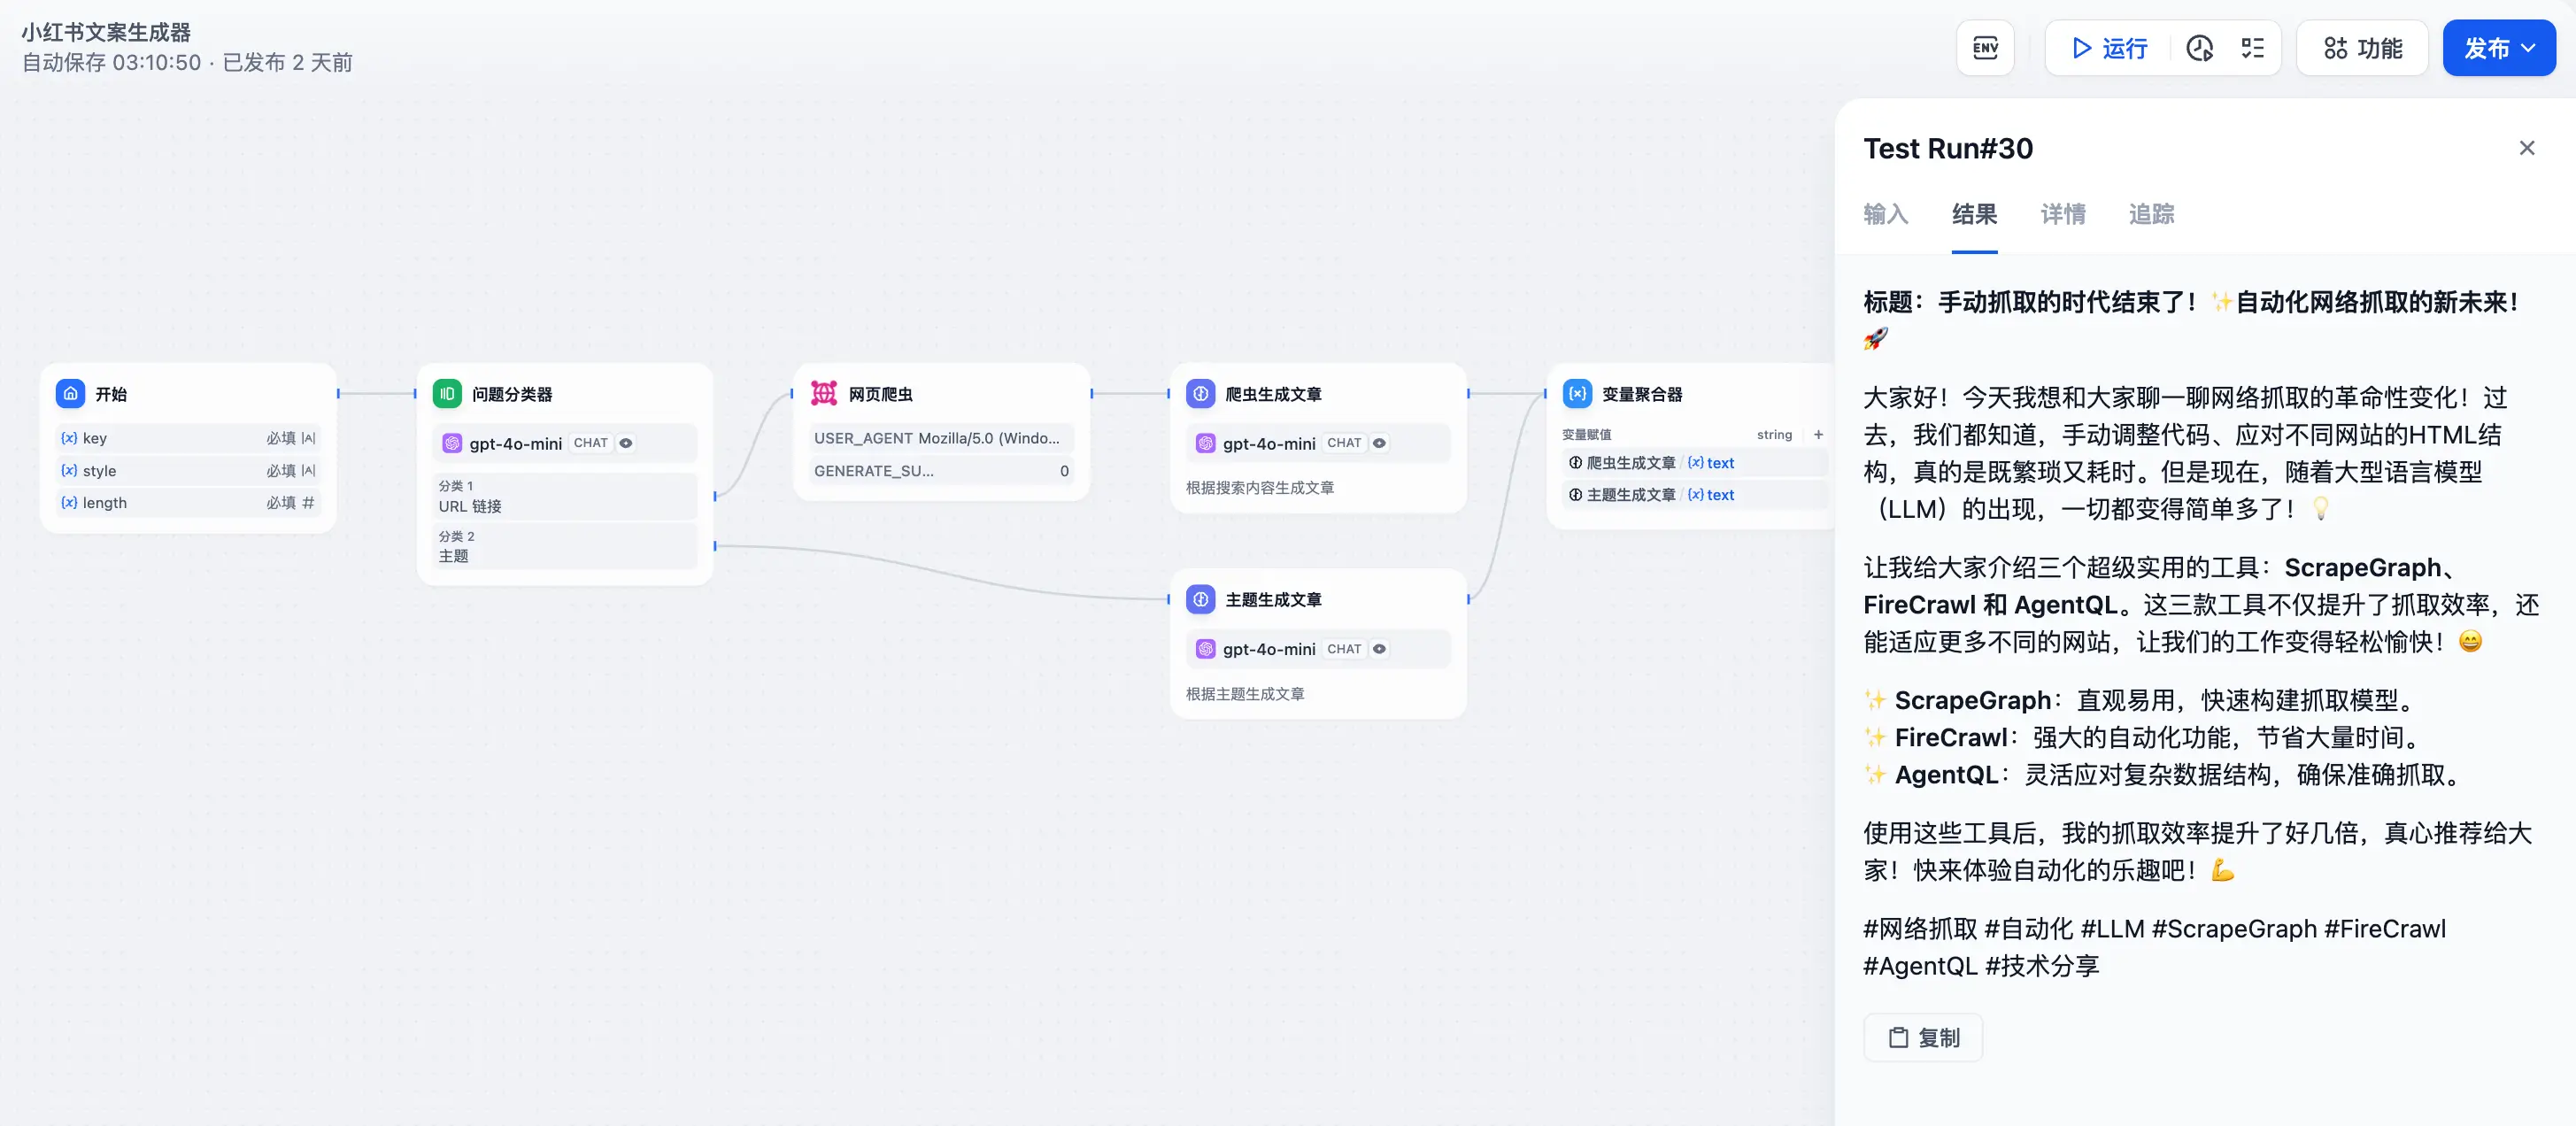 小红书文案生成器
自动保存 03:10:50 · 已发布 2 天前
ENV
运行
功能
发布
开始
{x} key 必填
{x} style 必填
{x} length 必填 #
问题分类器
gpt-4o-mini CHAT
分类 1
URL 链接
分类 2
主题
网页爬虫
USER_AGENT Mozilla/5.0 (Windo...
GENERATE_SU... 0
爬虫生成文章
gpt-4o-mini CHAT
根据搜索内容生成文章
主题生成文章
gpt-4o-mini CHAT
根据主题生成文章
变量聚合器
变量赋值 string +
爬虫生成文章 / {x} text
主题生成文章 / {x} text
Test Run#30
输入 结果 详情 追踪
标题：手动抓取的时代结束了！✨自动化网络抓取的新未来！
🚀
大家好！今天我想和大家聊一聊网络抓取的革命性变化！过
去，我们都知道，手动调整代码、应对不同网站的HTML结
构，真的是既繁琐又耗时。但是现在，随着大型语言模型
（LLM）的出现，一切都变得简单多了！💡
让我给大家介绍三个超级实用的工具：ScrapeGraph、
FireCrawl 和 AgentQL。这三款工具不仅提升了抓取效率，还
能适应更多不同的网站，让我们的工作变得轻松愉快！😄
✨ ScrapeGraph：直观易用，快速构建抓取模型。
✨ FireCrawl：强大的自动化功能，节省大量时间。
✨ AgentQL：灵活应对复杂数据结构，确保准确抓取。
使用这些工具后，我的抓取效率提升了好几倍，真心推荐给大
家！快来体验自动化的乐趣吧！💪
#网络抓取 #自动化 #LLM #ScrapeGraph #FireCrawl
#AgentQL #技术分享
复制